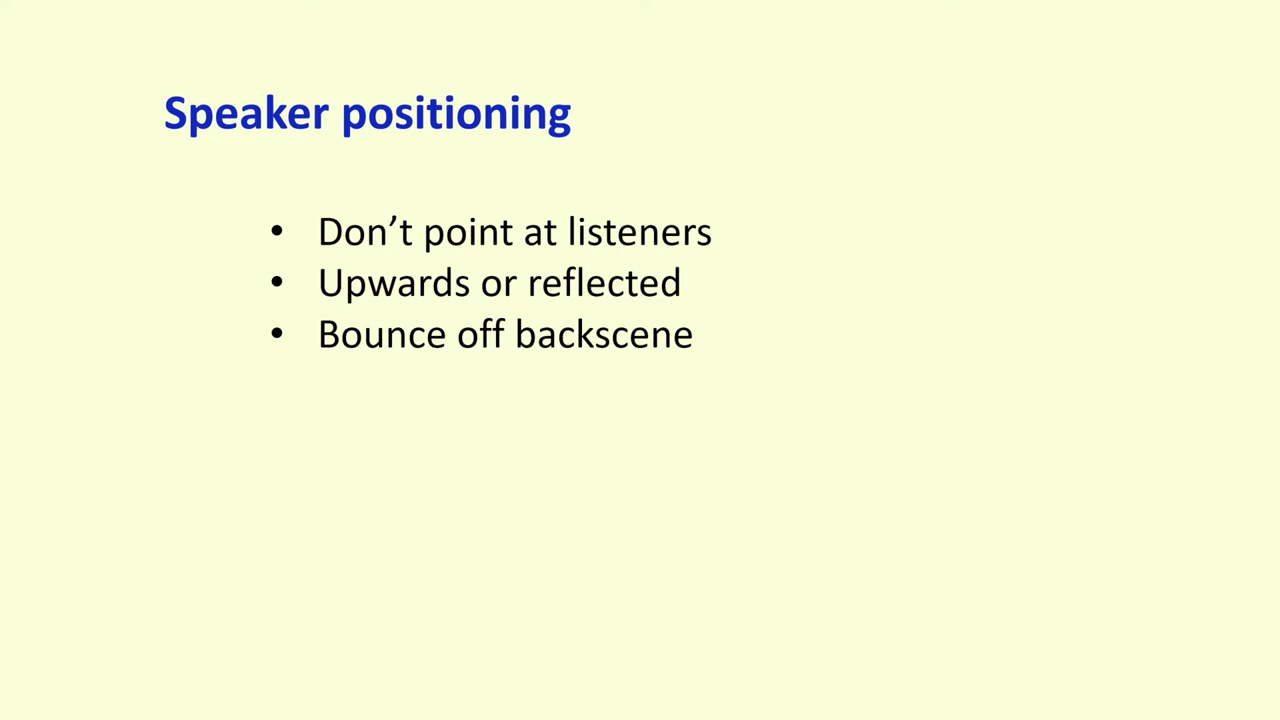 Speaker positioning
• Don’t point at listeners
• Upwards or reflected
• Bounce off backscene